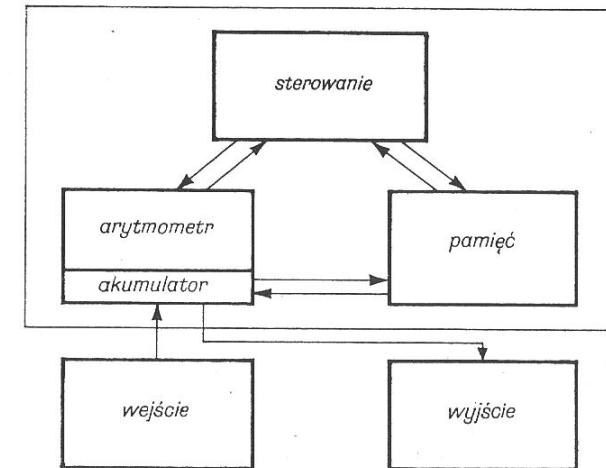 sterowanie
arytmometr
akumulator
pamięć
wejście
wyjście